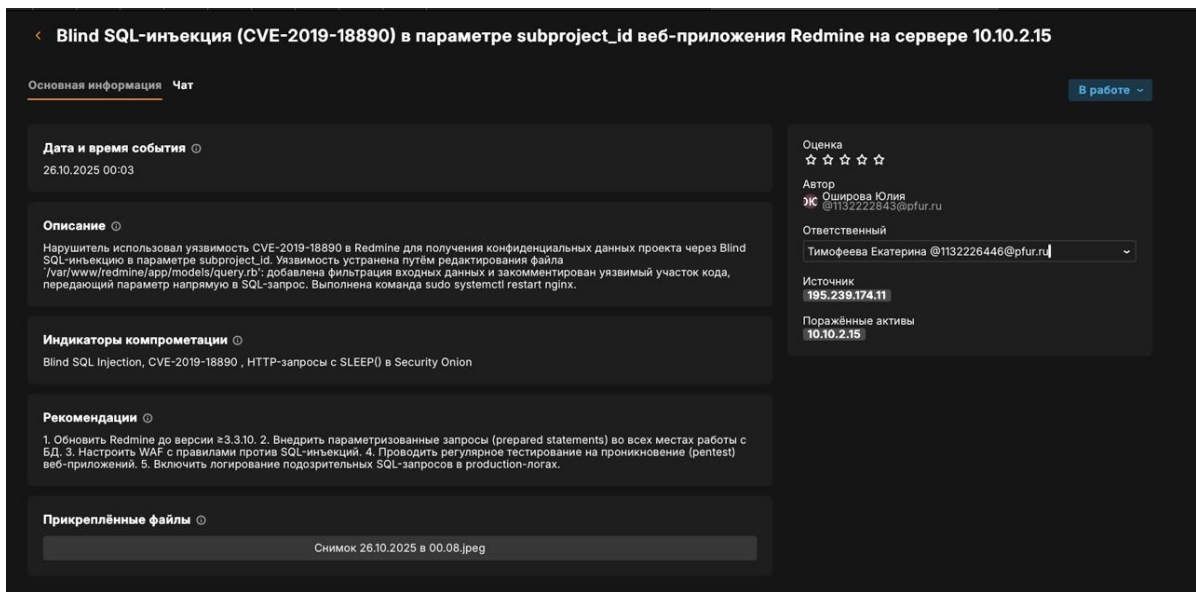 Blind SQL-инъекция (CVE-2019-18890) в параметре subproject_id веб-приложения Redmine на сервере 10.10.2.15
Основная информация Чат
В работе
Дата и время события
26.10.2025 00:03
Описание
Нарушитель использовал уязвимость CVE-2019-18890 в Redmine для получения конфиденциальных данных проекта через Blind
SQL-инъекцию в параметре subproject_id. Уязвимость устранена путём редактирования файла
`/var/www/redmine/app/models/query.rb': добавлена фильтрация входных данных и закомментирован уязвимый участок кода,
передающий параметр напрямую в SQL-запрос. Выполнена команда sudo systemctl restart nginx.
Индикаторы компрометации
Blind SQL Injection, CVE-2019-18890 , HTTP-запросы с SLEEP() в Security Onion
Рекомендации
1. Обновить Redmine до версии ≥3.3.10. 2. Внедрить параметризованные запросы (prepared statements) во всех местах работы с
БД. 3. Настроить WAF с правилами против SQL-инъекций. 4. Проводить регулярное тестирование на проникновение (pentest)
веб-приложений. 5. Включить логирование подозрительных SQL-запросов в production-логах.
Прикреплённые файлы
Снимок 26.10.2025 в 00.08.jpeg
Оценка
Автор
Оширова Юлия
@1132222843@pfur.ru
Ответственный
Тимофеева Екатерина @1132226446@pfur.ru
Источник
195.239.174.11
Поражённые активы
10.10.2.15